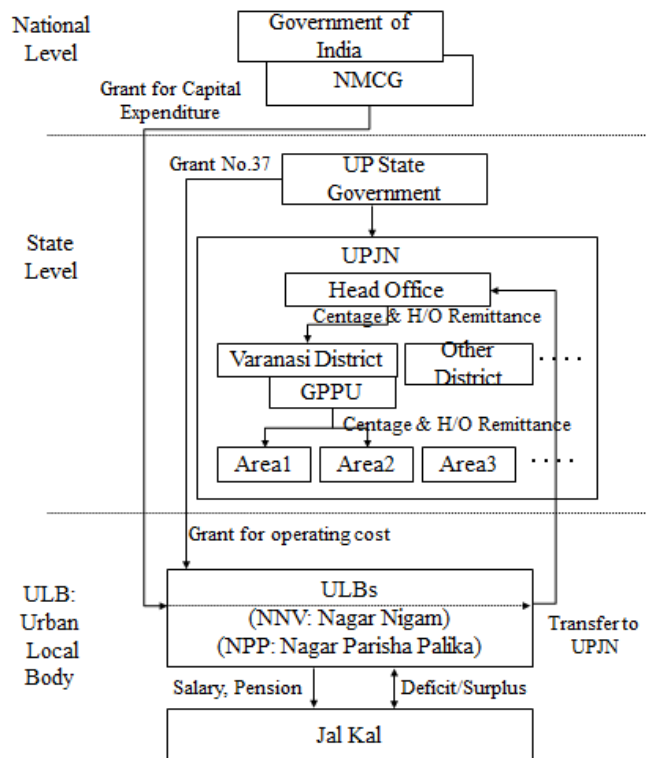 National
Level
Government of
India
NMCG
Grant for Capital
Expenditure
Grant No.37
UP State
Government
State
Level
UPJN
Head Office
Centage & H/O Remittance
Varanasi District
Other
District
. . . .
GPPU
Centage & H/O Remittance
Area1
Area2
Area3
. . . .
Grant for operating cost
ULB:
Urban
Local
Body
ULBs
(NNV: Nagar Nigam)
(NPP: Nagar Parisha Palika)
Transfer to
UPJN
Salary, Pension
Deficit/Surplus
Jal Kal